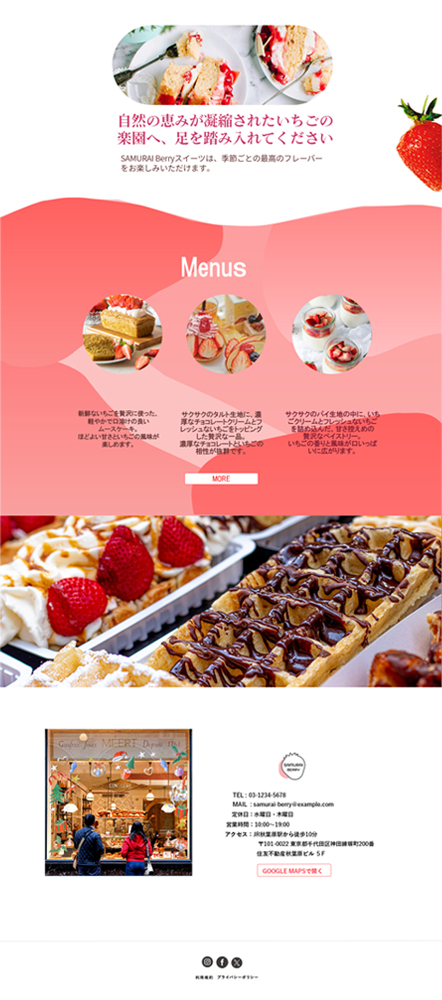 自然の恵みが凝縮されたいちごの
楽園へ、足を踏み入れてください
SAMURAI Berryスイーツは、季節ごとの最高のフレーバー
をお楽しみいただけます。
Menus
新鮮ないちごを贅沢に使った、
軽やかで口溶けの良い
ムースケーキ。
ほどよい甘さといちごの風味が
楽しめます。
サクサクのタルト生地に、濃
厚なチョコレートクリームとフ
レッシュないちごをトッピング
した贅沢な一品。
濃厚なチョコレートといちごの
相性が抜群です。
サクサクのパイ生地の中に、いち
ごクリームとフレッシュないちご
を詰め込んだ、甘さ控えめの
贅沢なペイストリー。
いちごの香りと風味が口いっぱ
いに広がります。
MORE
MEERT
SAMURAI
BERRY
TEL : 03-1234-5678
MAIL : samurai-berry@example.com
定休日：水曜日・木曜日
営業時間：10:00〜19:00
アクセス：JR秋葉原駅から徒歩10分
〒101-0022 東京都千代田区神田練塀町200番
住友不動産秋葉原ビル 5F
GOOGLE MAPSで開く
利用規約 プライバシーポリシー